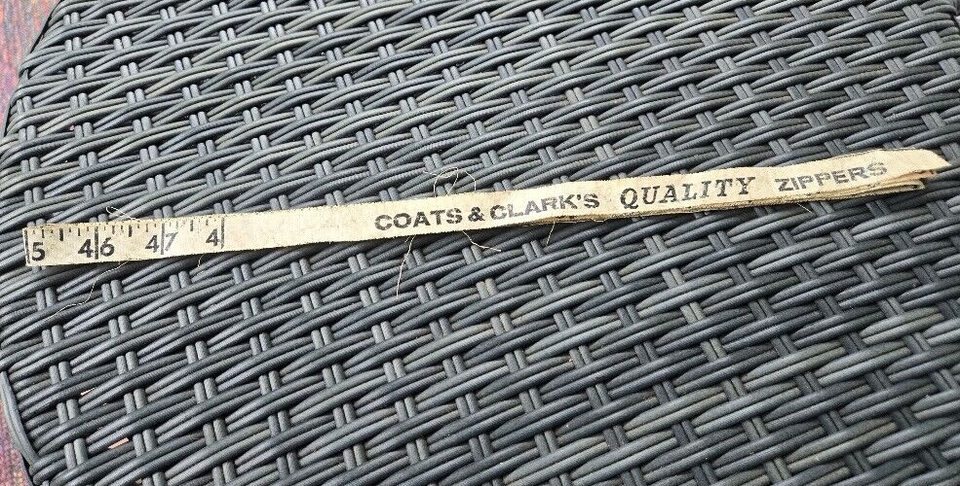 5 46 47 4 COATS & CLARK'S QUALITY ZIPPERS